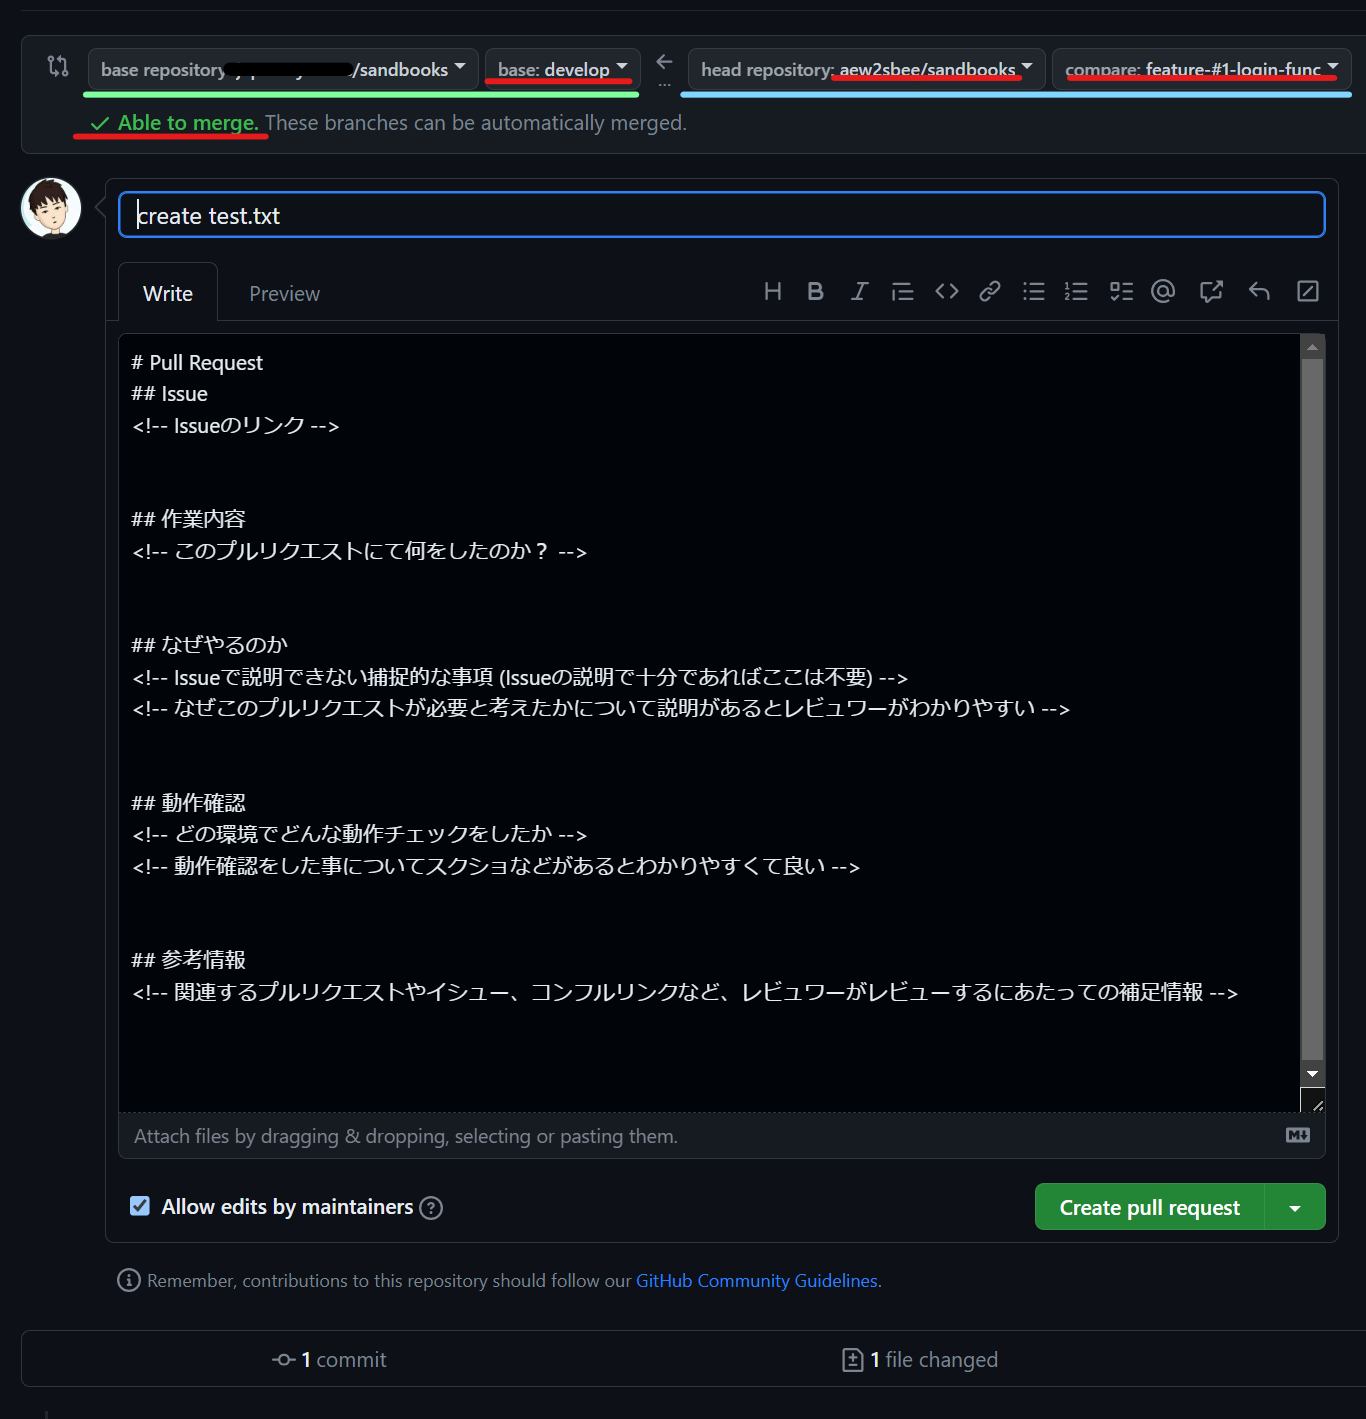 base repository /sandbooks base: develop head repository: aew2sbee/sandbooks compare: feature-#1-login-func
Able to merge. These branches can be automatically merged.
create test.txt
Write Preview
# Pull Request
## Issue
<!-- Issueのリンク -->
## 作業内容
<!-- このプルリクエストにて何をしたのか？ -->
## なぜやるのか
<!-- Issueで説明できない捕捉的な事項 (Issueの説明で十分であればここは不要) -->
<!-- なぜこのプルリクエストが必要と考えたかについて説明があるとレビュワーがわかりやすい -->
## 動作確認
<!-- どの環境でどんな動作チェックをしたか -->
<!-- 動作確認をした事についてスクショなどがあるとわかりやすくて良い -->
## 参考情報
<!-- 関連するプルリクエストやイシュー、コンフルリンクなど、レビュワーがレビューするにあたっての補足情報 -->
Attach files by dragging & dropping, selecting or pasting them.
Allow edits by maintainers
Create pull request
Remember, contributions to this repository should follow our GitHub Community Guidelines.
1 commit 1 file changed